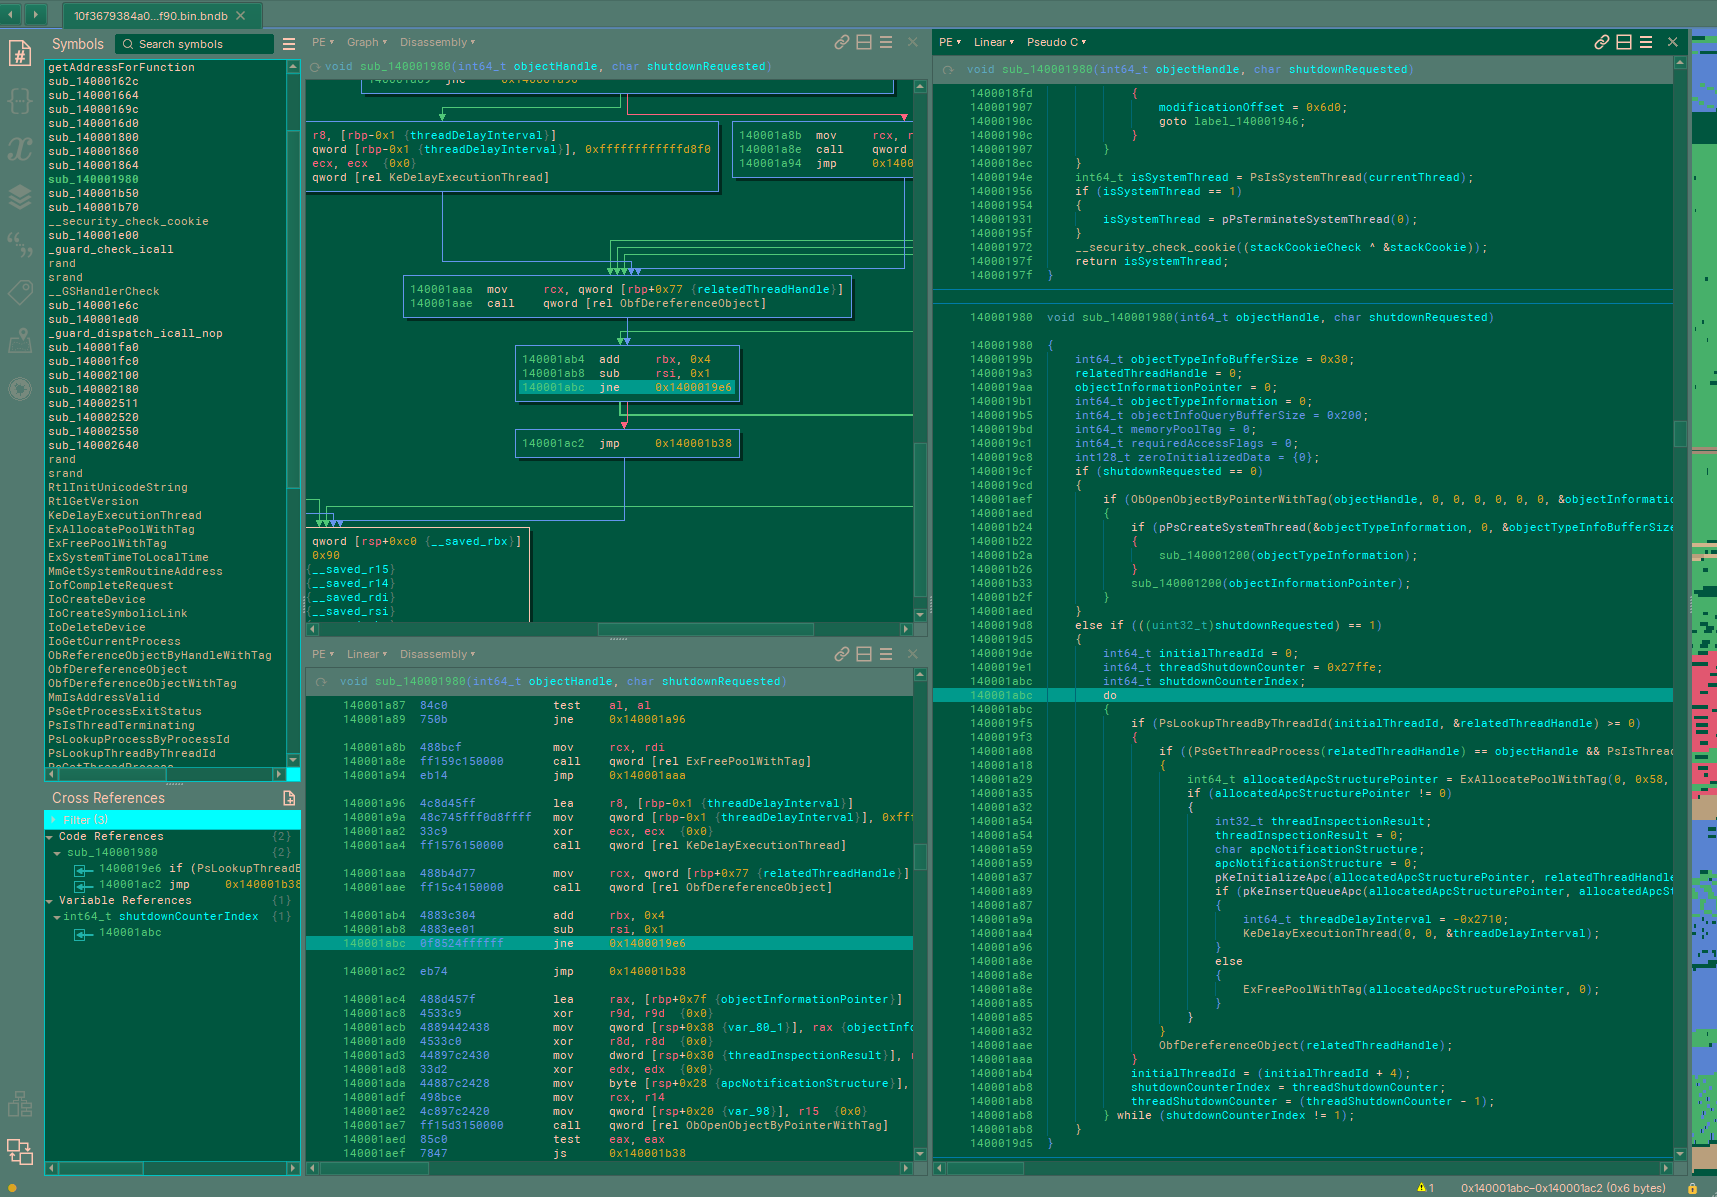 10f3679384a0...f90.bin.bndb
Symbols
Search symbols
getAddressForFunction
sub_14000162c
sub_140001664
sub_14000169c
sub_1400016d0
sub_140001800
sub_140001860
sub_140001864
sub_140001980
sub_140001b50
sub_140001b70
__security_check_cookie
sub_140001e00
_guard_check_icall
rand
srand
__GSHandlerCheck
sub_140001e6c
sub_140001ed0
_guard_dispatch_icall_nop
sub_140001fa0
sub_140001fc0
sub_140002100
sub_140002180
sub_140002511
sub_140002520
sub_140002550
sub_140002640
rand
srand
RtlInitUnicodeString
RtlGetVersion
KeDelayExecutionThread
ExAllocatePoolWithTag
ExFreePoolWithTag
ExSystemTimeToLocalTime
MmGetSystemRoutineAddress
IofCompleteRequest
IoCreateDevice
IoCreateSymbolicLink
IoDeleteDevice
IoGetCurrentProcess
ObReferenceObjectByHandleWithTag
ObfDereferenceObject
ObfDereferenceObjectWithTag
MmIsAddressValid
PsGetProcessExitStatus
PsIsThreadTerminating
PsLookupProcessByProcessId
PsLookupThreadByThreadId
PsGetThreadProcess
Cross References
Filter (3)
Code References {2}
sub_140001980 {2}
1400019e6 if (PsLookupThreadB
140001ac2 jmp 0x140001b38
Variable References {1}
int64_t shutdownCounterIndex {1}
140001abc
PE Graph Disassembly
void sub_140001980(int64_t objectHandle, char shutdownRequested)
140001a89 jne 0x140001a96
r8, [rbp-0x1 {threadDelayInterval}]
qword [rbp-0x1 {threadDelayInterval}], 0xffffffffffffd8f0
ecx, ecx {0x0}
qword [rel KeDelayExecutionThread]
140001a8b mov rcx, r
140001a8e call qword
140001a94 jmp 0x1400
140001aaa mov rcx, qword [rbp+0x77 {relatedThreadHandle}]
140001aae call qword [rel ObfDereferenceObject]
140001ab4 add rbx, 0x4
140001ab8 sub rsi, 0x1
140001abc jne 0x1400019e6
140001ac2 jmp 0x140001b38
qword [rsp+0xc0 {__saved_rbx}]
0x90
{__saved_r15}
{__saved_r14}
{__saved_rdi}
{__saved_rsi}
PE Linear Disassembly
void sub_140001980(int64_t objectHandle, char shutdownRequested)
140001a87 84c0 test al, al
140001a89 750b jne 0x140001a96
140001a8b 488bcf mov rcx, rdi
140001a8e ff159c150000 call qword [rel ExFreePoolWithTag]
140001a94 eb14 jmp 0x140001aaa
140001a96 4c8d45ff lea r8, [rbp-0x1 {threadDelayInterval}]
140001a9a 48c745fff0d8ffff mov qword [rbp-0x1 {threadDelayInterval}], 0xfff
140001aa2 33c9 xor ecx, ecx {0x0}
140001aa4 ff1576150000 call qword [rel KeDelayExecutionThread]
140001aaa 488b4d77 mov rcx, qword [rbp+0x77 {relatedThreadHandle}]
140001aae ff15c4150000 call qword [rel ObfDereferenceObject]
140001ab4 4883c304 add rbx, 0x4
140001ab8 4883ee01 sub rsi, 0x1
140001abc 0f8524ffffff jne 0x1400019e6
140001ac2 eb74 jmp 0x140001b38
140001ac4 488d457f lea rax, [rbp+0x7f {objectInformationPointer}]
140001ac8 4533c9 xor r9d, r9d {0x0}
140001acb 4889442438 mov qword [rsp+0x38 {var_80_1}], rax {objectInfo
140001ad0 4533c0 xor r8d, r8d {0x0}
140001ad3 44897c2430 mov dword [rsp+0x30 {threadInspectionResult}],
140001ad8 33d2 xor edx, edx {0x0}
140001ada 44887c2428 mov byte [rsp+0x28 {apcNotificationStructure}],
140001adf 498bce mov rcx, r14
140001ae2 4c897c2420 mov qword [rsp+0x20 {var_98}], r15 {0x0}
140001ae7 ff15d3150000 call qword [rel ObOpenObjectByPointerWithTag]
140001aed 85c0 test eax, eax
140001aef 7847 js 0x140001b38
PE Linear Pseudo C
void sub_140001980(int64_t objectHandle, char shutdownRequested)
1400018fd {
140001907 modificationOffset = 0x6d0;
14000190c goto label_140001946;
14000190c }
140001907 }
1400018ec }
14000194e int64_t isSystemThread = PsIsSystemThread(currentThread);
140001956 if (isSystemThread == 1)
140001954 {
140001931 isSystemThread = pPsTerminateSystemThread(0);
14000195f }
140001972 __security_check_cookie((stackCookieCheck ^ &stackCookie));
14000197f return isSystemThread;
14000197f }
140001980 void sub_140001980(int64_t objectHandle, char shutdownRequested)
140001980 {
14000199b int64_t objectTypeInfoBufferSize = 0x30;
1400019a3 relatedThreadHandle = 0;
1400019aa objectInformationPointer = 0;
1400019b1 int64_t objectTypeInformation = 0;
1400019b5 int64_t objectInfoQueryBufferSize = 0x200;
1400019bd int64_t memoryPoolTag = 0;
1400019c1 int64_t requiredAccessFlags = 0;
1400019c8 int128_t zeroInitializedData = {0};
1400019cf if (shutdownRequested == 0)
1400019cd {
140001aef if (ObOpenObjectByPointerWithTag(objectHandle, 0, 0, 0, 0, 0, &objectInformatio
140001aed {
140001b24 if (pPsCreateSystemThread(&objectTypeInformation, 0, &objectTypeInfoBufferSize
140001b22 {
140001b2a sub_140001200(objectTypeInformation);
140001b26 }
140001b33 sub_140001200(objectInformationPointer);
140001b2f }
140001aed }
1400019d8 else if (((uint32_t)shutdownRequested) == 1)
1400019d5 {
1400019de int64_t initialThreadId = 0;
1400019e1 int64_t threadShutdownCounter = 0x27ffe;
140001abc int64_t shutdownCounterIndex;
140001abc do
140001abc {
1400019f5 if (PsLookupThreadByThreadId(initialThreadId, &relatedThreadHandle) >= 0)
1400019f3 {
140001a08 if ((PsGetThreadProcess(relatedThreadHandle) == objectHandle && PsIsThread
140001a18 {
140001a29 int64_t allocatedApcStructurePointer = ExAllocatePoolWithTag(0, 0x58,
140001a35 if (allocatedApcStructurePointer != 0)
140001a32 {
140001a54 int32_t threadInspectionResult;
140001a54 threadInspectionResult = 0;
140001a59 char apcNotificationStructure;
140001a59 apcNotificationStructure = 0;
140001a37 pKeInitializeApc(allocatedApcStructurePointer, relatedThreadHandle
140001a89 if (pKeInsertQueueApc(allocatedApcStructurePointer, allocatedApcSt
140001a87 {
140001a9a int64_t threadDelayInterval = -0x2710;
140001aa4 KeDelayExecutionThread(0, 0, &threadDelayInterval);
140001a96 }
140001a8e else
140001a8e {
140001a8e ExFreePoolWithTag(allocatedApcStructurePointer, 0);
140001a85 }
140001a85 }
140001a32 }
140001aae ObfDereferenceObject(relatedThreadHandle);
140001aaa }
140001ab4 initialThreadId = (initialThreadId + 4);
140001ab8 shutdownCounterIndex = threadShutdownCounter;
140001ab8 threadShutdownCounter = (threadShutdownCounter - 1);
140001ab8 } while (shutdownCounterIndex != 1);
140001ab8 }
1400019d5 }
1 0x140001abc–0x140001ac2 (0x6 bytes)